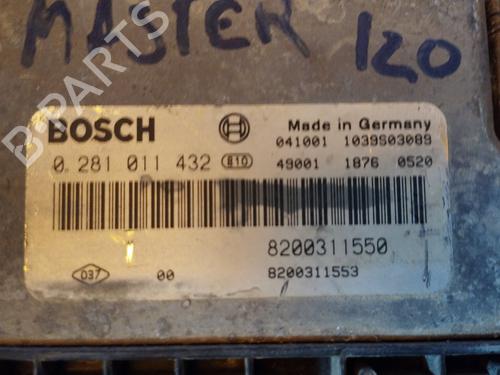 MASTER 120
B-PARTS
BOSCH
Made in Germany
041001 1039S03089
0 281 011 432 810
49001 1876 0520
8200311550
037 00 8200311553